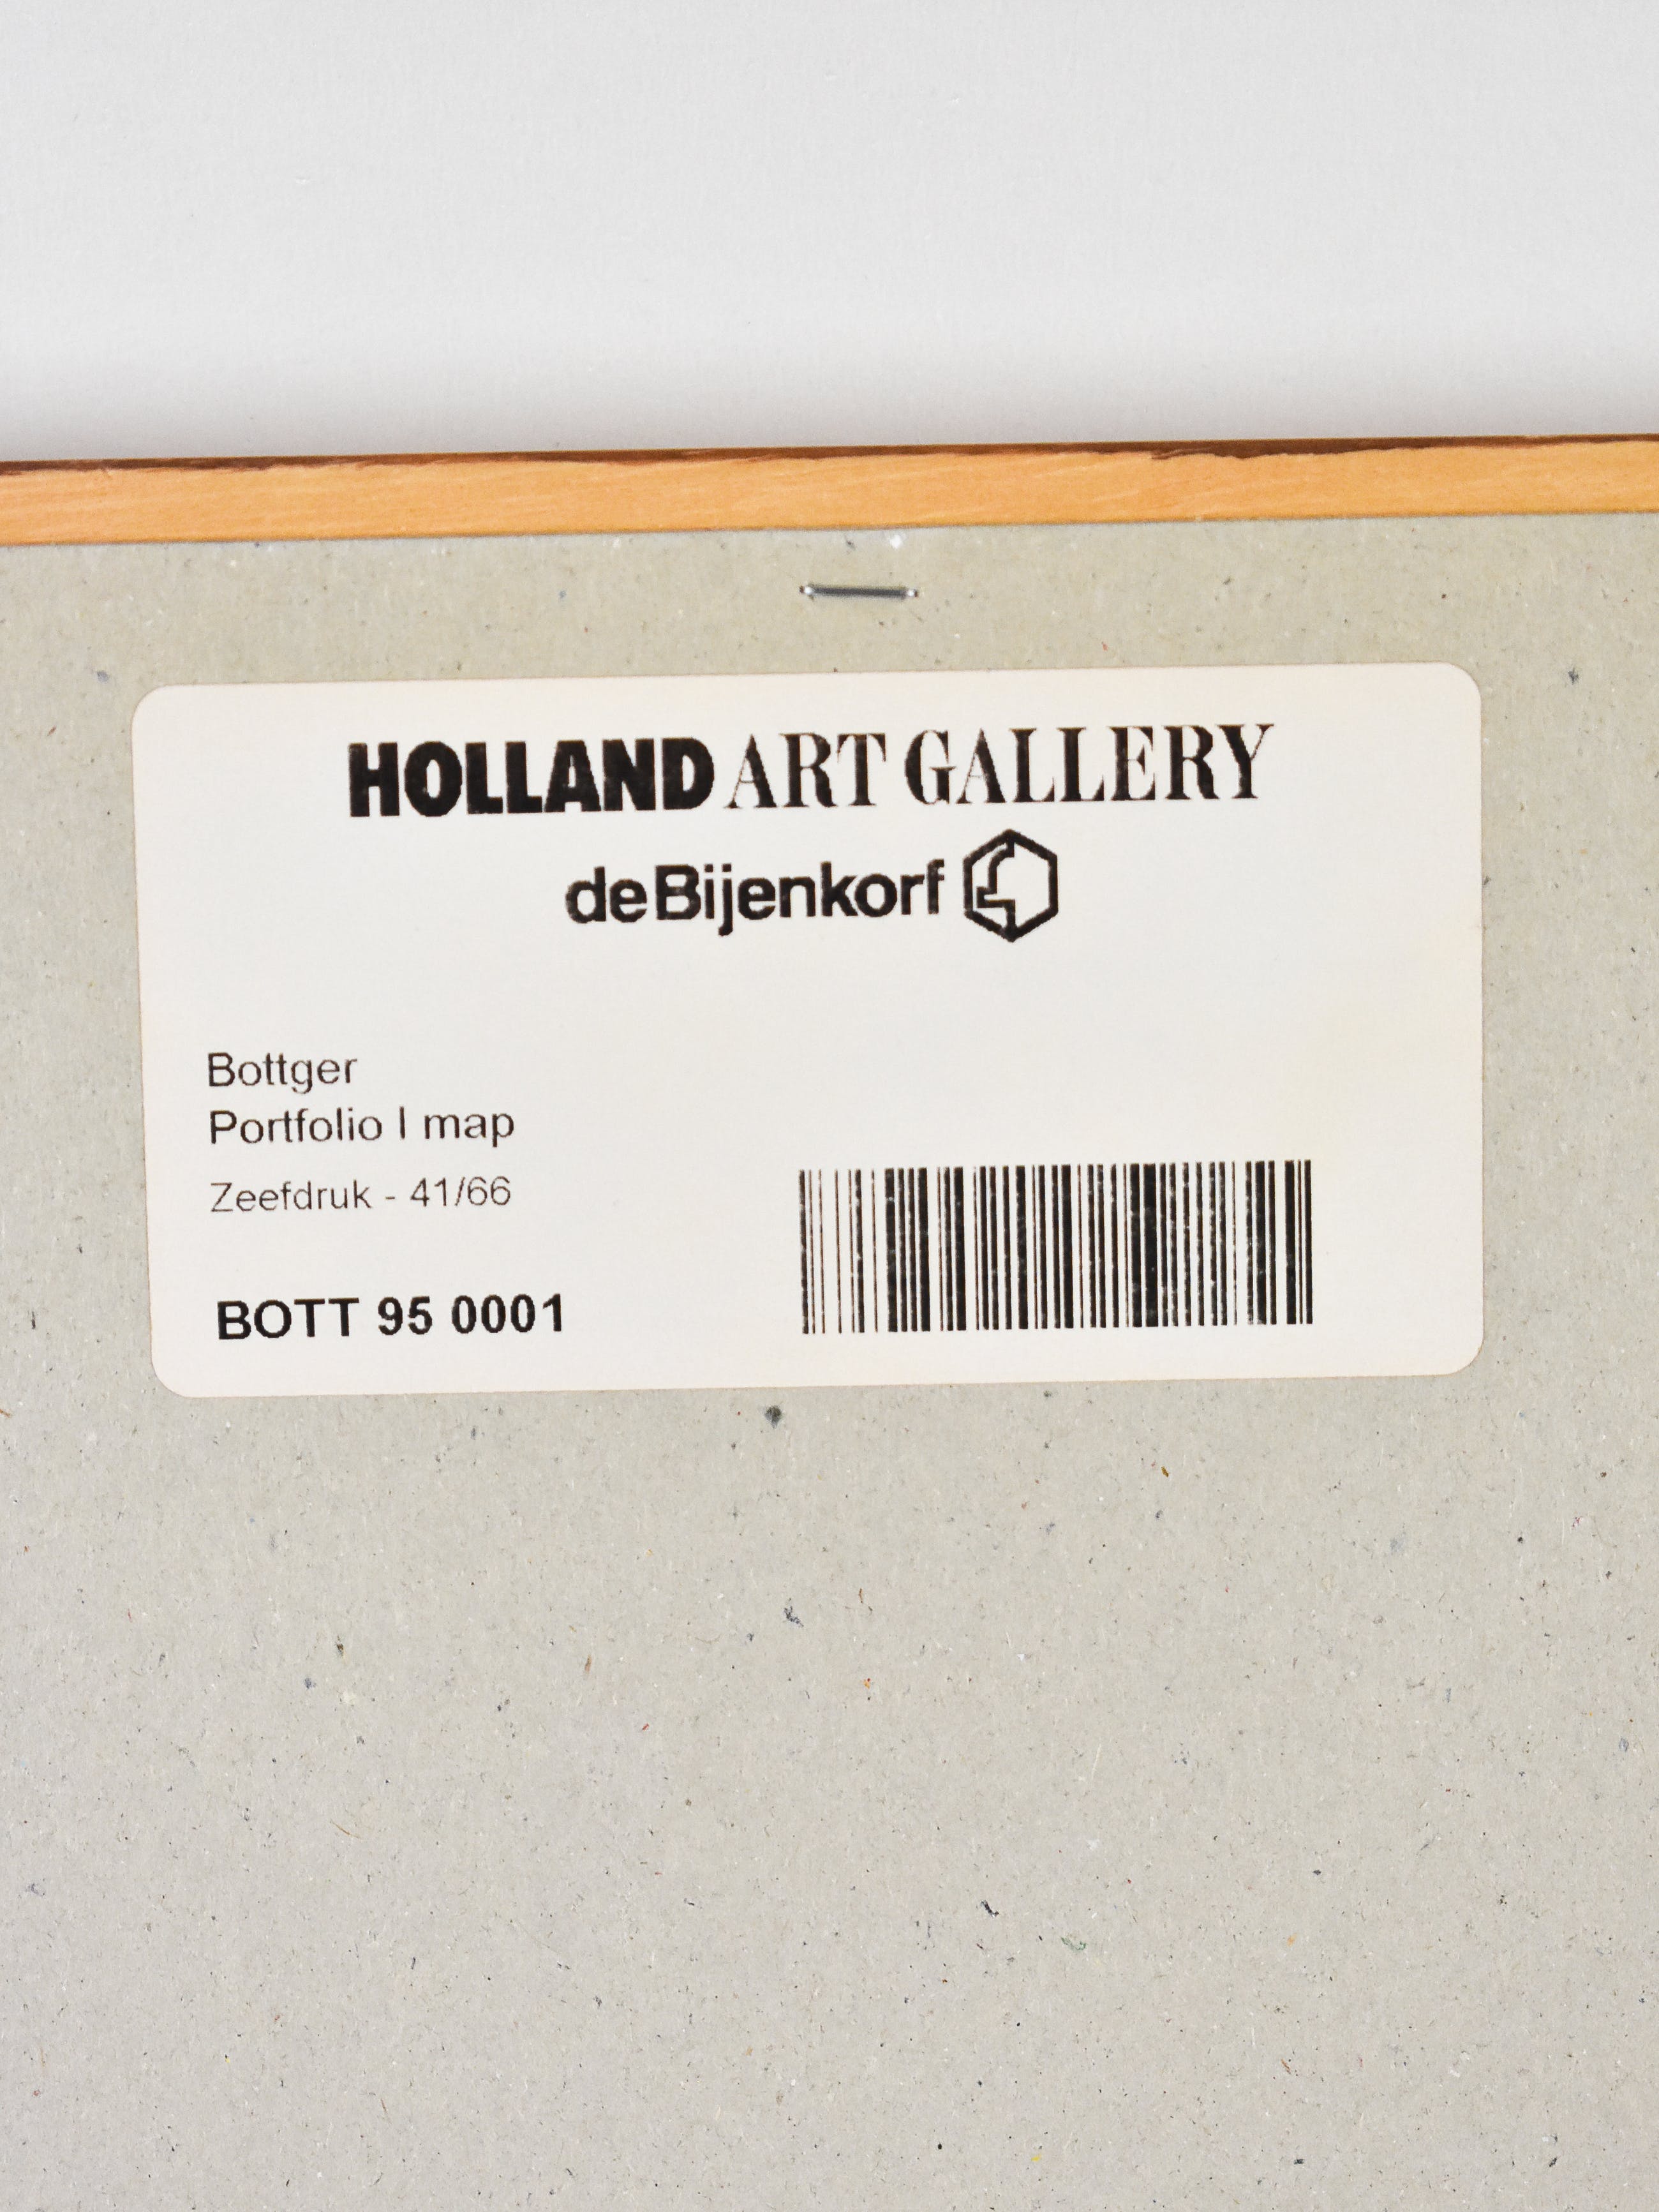 HOLLAND ART GALLERY
deBijenkorf
Bottger
Portfolio I map
Zeefdruk - 41/66
BOTT 95 0001